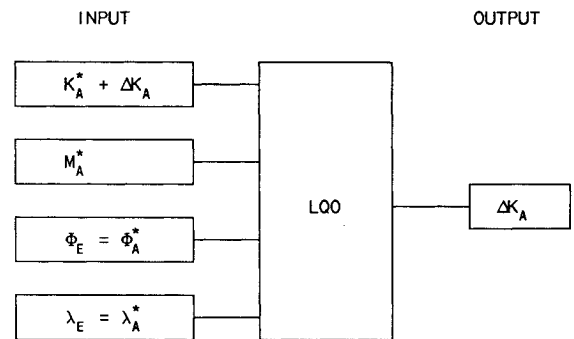 INPUT OUTPUT
K*A + ΔKA
M*A
ΦE = Φ*A
λE = λ*A
LQO
ΔKA